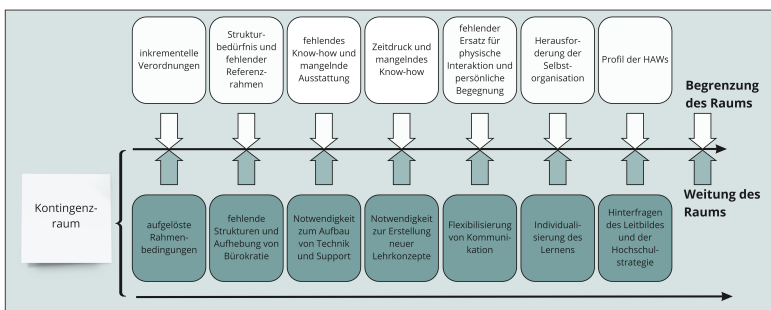 inkrementelle
Verordnungen
Struktur-
bedürfnis und
fehlender
Referenz-
rahmen
fehlendes
Know-how und
mangelnde
Ausstattung
Zeitdruck und
mangelndes
Know-how
fehlender
Ersatz für
physische
Interaktion und
persönliche
Begegnung
Herausfor-
derung der
Selbst-
organisation
Profil der HAWs
Begrenzung
des Raums
Kontingenz-
raum
Weitung des
Raums
aufgelöste
Rahmen-
bedingungen
fehlende
Strukturen und
Aufhebung von
Bürokratie
Notwendigkeit
zum Aufbau
von Technik
und Support
Notwendigkeit
zur Erstellung
neuer
Lehrkonzepte
Flexibilisierung
von Kommuni-
kation
Individuali-
sierung des
Lernens
Hinterfragen
des Leitbildes
und der
Hochschul-
strategie